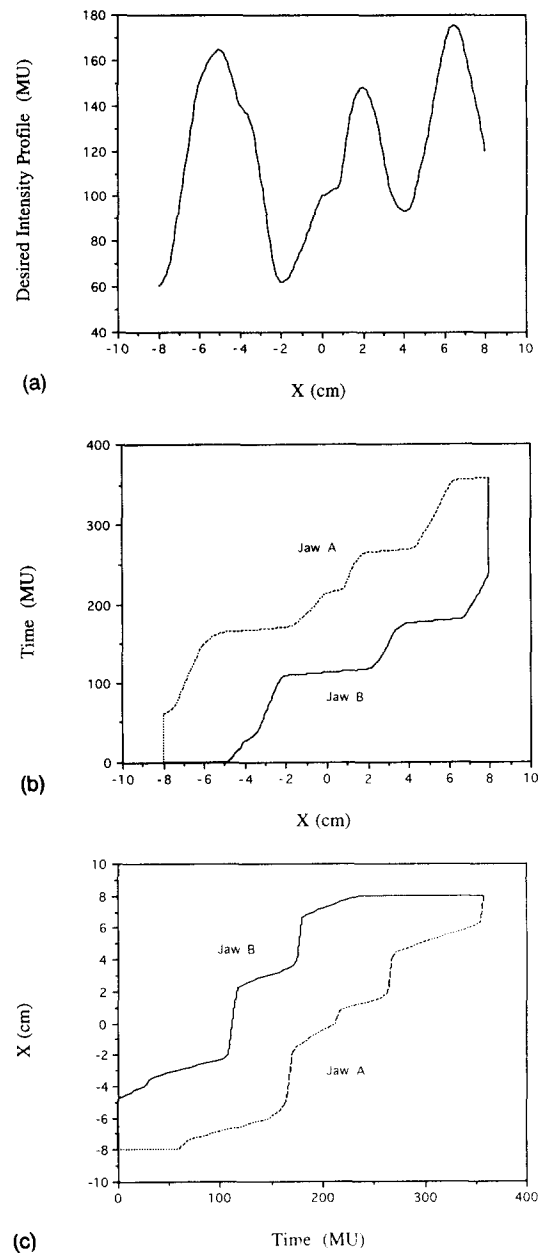 180
160
140
120
100
80
60
40
-10 -8 -6 -4 -2 0 2 4 6 8 10
Desired Intensity Profile (MU)
X (cm)
(a)
400
300
200
100
0
-10 -8 -6 -4 -2 0 2 4 6 8 10
Time (MU)
Jaw A
Jaw B
X (cm)
(b)
10
8
6
4
2
0
-2
-4
-6
-8
-10
0 100 200 300 400
X (cm)
Jaw B
Jaw A
Time (MU)
(c)